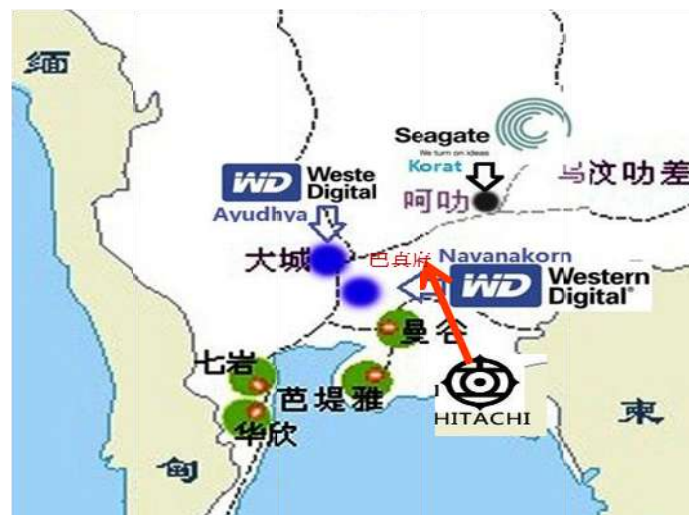 缅
Seagate
We turn on ideas
Korat
乌汶叻差
呵叻
WD
Weste
Digital
Ayudhya
大城
巴真府
Navanakorn
WD
Western
Digital®
曼谷
七岩
芭堤雅
华欣
HITACHI
柬
甸